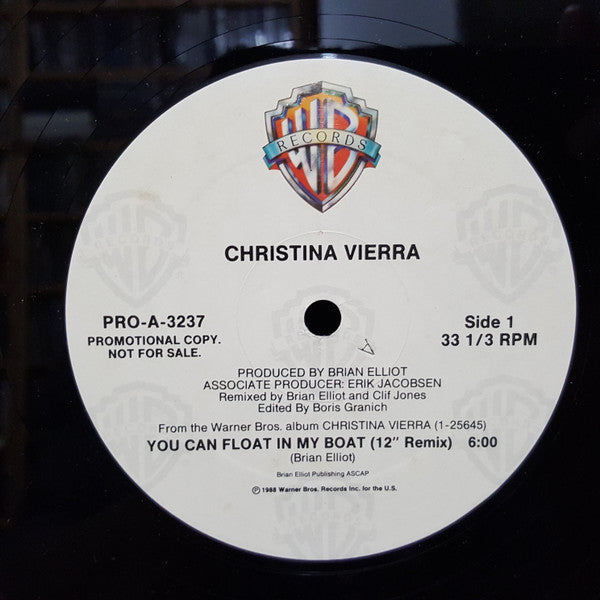 WB
RECORDS
CHRISTINA VIERRA
PRO-A-3237
PROMOTIONAL COPY.
NOT FOR SALE.
Side 1
33 1/3 RPM
PRODUCED BY BRIAN ELLIOT
ASSOCIATE PRODUCER: ERIK JACOBSEN
Remixed by Brian Elliot and Clif Jones
Edited By Boris Granich
From the Warner Bros. album CHRISTINA VIERRA (1-25645)
YOU CAN FLOAT IN MY BOAT (12" Remix) 6:00
(Brian Elliot)
Brian Elliot Publishing ASCAP
℗ 1988 Warner Bros. Records Inc. for the U.S.